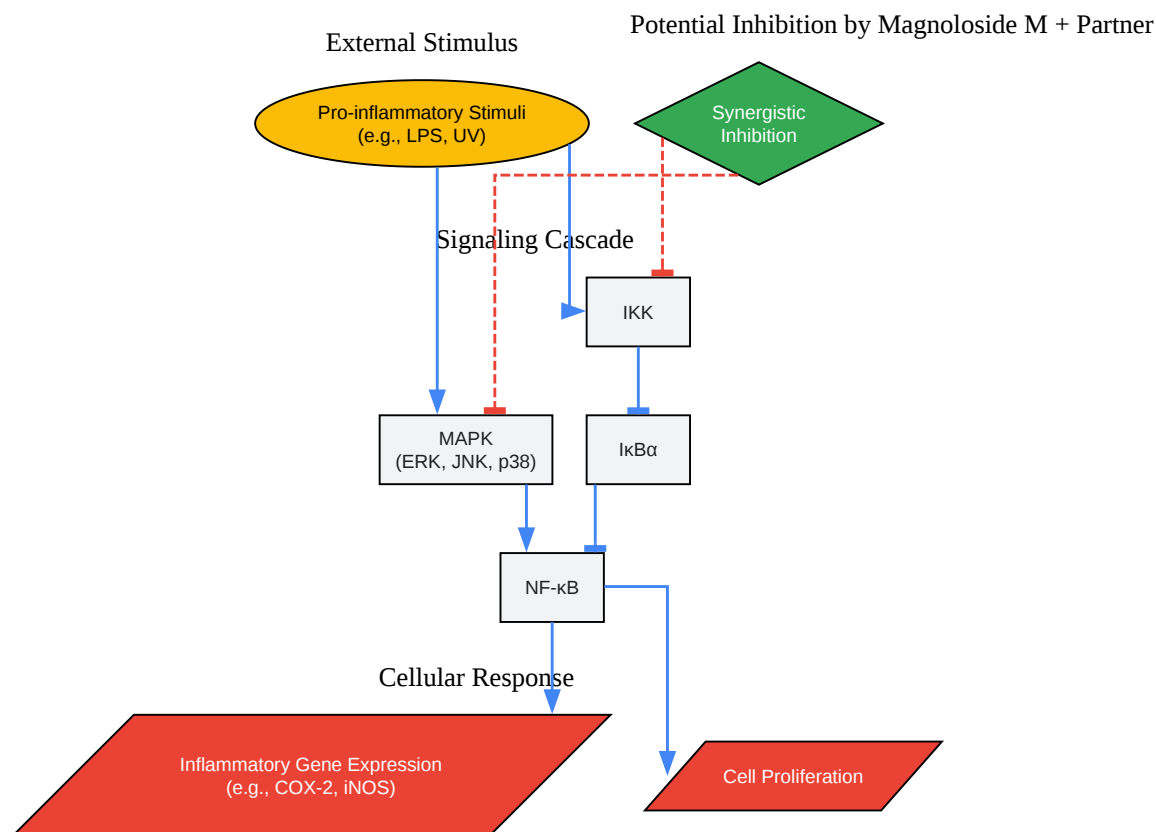 Potential Inhibition by Magnoloside M + Partner
External Stimulus
Pro-inflammatory Stimuli
(e.g., LPS, UV)
Synergistic
Inhibition
Signaling Cascade
IKK
MAPK
(ERK, JNK, p38)
IκBα
NF-κB
Cellular Response
Inflammatory Gene Expression
(e.g., COX-2, iNOS)
Cell Proliferation